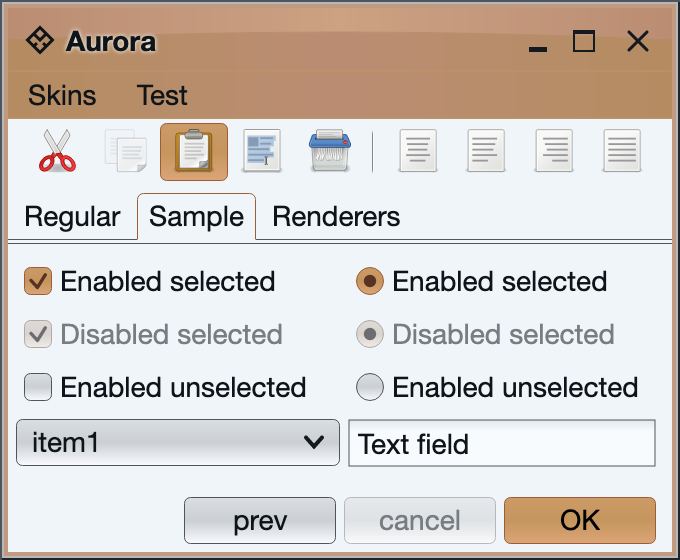 Aurora
Skins Test
Regular Sample Renderers
Enabled selected Enabled selected
Disabled selected Disabled selected
Enabled unselected Enabled unselected
item1 Text field
prev cancel OK